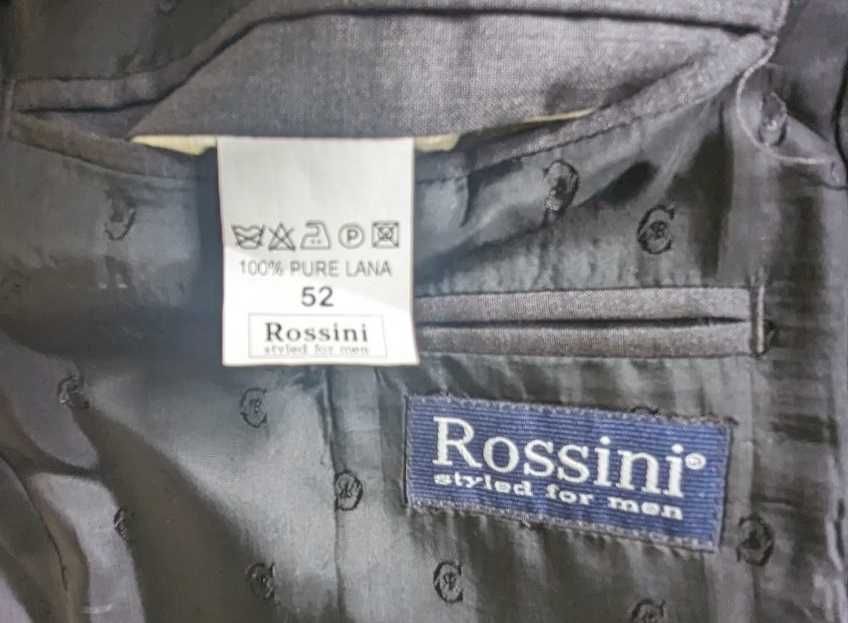 P
100% PURE LANA
52
Rossini
styled for men
Rossini®
styled for men